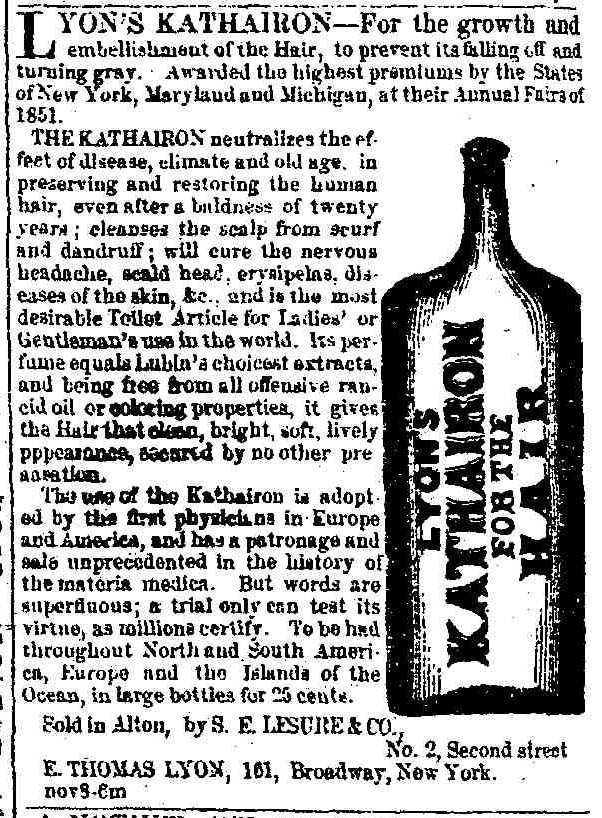 LYON'S KATHAIRON—For the growth and
embellishment of the Hair, to prevent its falling off and
turning gray. Awarded the highest premiums by the States
of New York, Maryland and Michigan, at their Annual Fairs of
1851.
THE KATHAIRON neutralizes the ef-
fect of disease, climate and old age, in
preserving and restoring the human
hair, even after a baldness of twenty
years; cleanses the scalp from scurf
and dandruff; will cure the nervous
headache, scald head, erysipelas, dis-
eases of the skin, &c., and is the most
desirable Toilet Article for Ladies' or
Gentleman's use in the world. Its per-
fume equals Lubin's choicest extracts,
and being free from all offensive ran-
cid oil or coloring properties, it gives
the Hair that clean, bright, soft, lively
pppearance, secured by no other pre
aaration.
The use of the Kathairon is adopt-
ed by the first physicians in Europe
and America, and has a patronage and
sale unprecedented in the history of
the materia medica. But words are
superfluous; a trial only can test its
virtue, as millions certify. To be had
throughout North and South Ameri-
ca, Europe and the Islands of the
Ocean, in large bottles for 25 cents.
Sold in Alton, by S. E. LESURE & CO.,
No. 2, Second street
E. THOMAS LYON, 161, Broadway, New York.
nov8-6m
LYON'S
KATHAIRON
FOR THE
HAIR